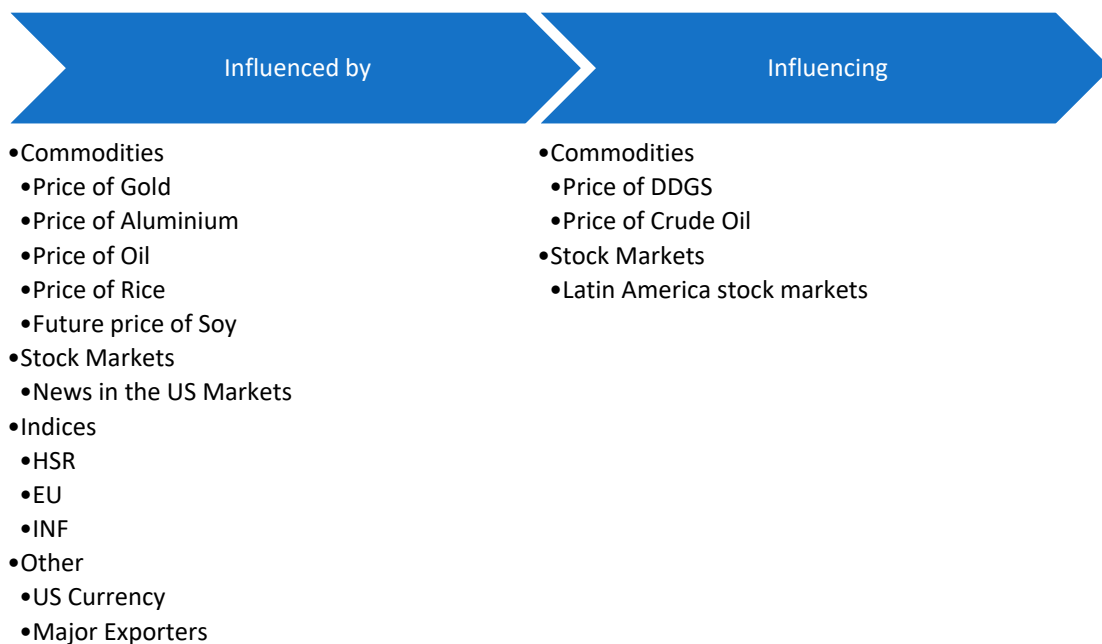 Influenced by
•Commodities
•Price of Gold
•Price of Aluminium
•Price of Oil
•Price of Rice
•Future price of Soy
•Stock Markets
•News in the US Markets
•Indices
•HSR
•EU
•INF
•Other
•US Currency
•Major Exporters
Influencing
•Commodities
•Price of DDGS
•Price of Crude Oil
•Stock Markets
•Latin America stock markets